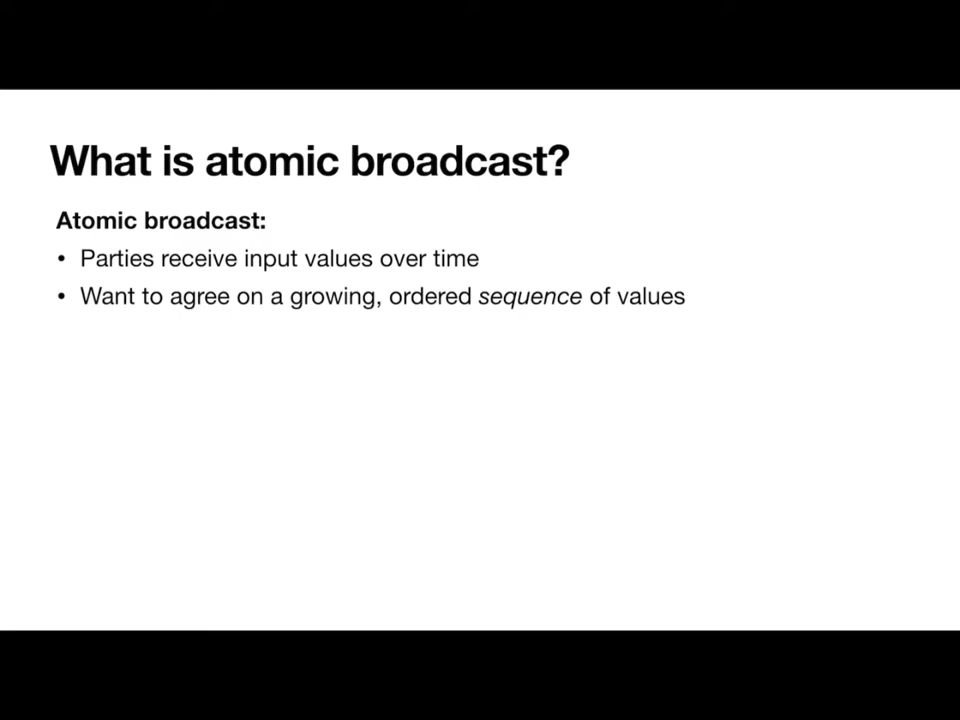 What is atomic broadcast?
Atomic broadcast:
• Parties receive input values over time
• Want to agree on a growing, ordered sequence of values